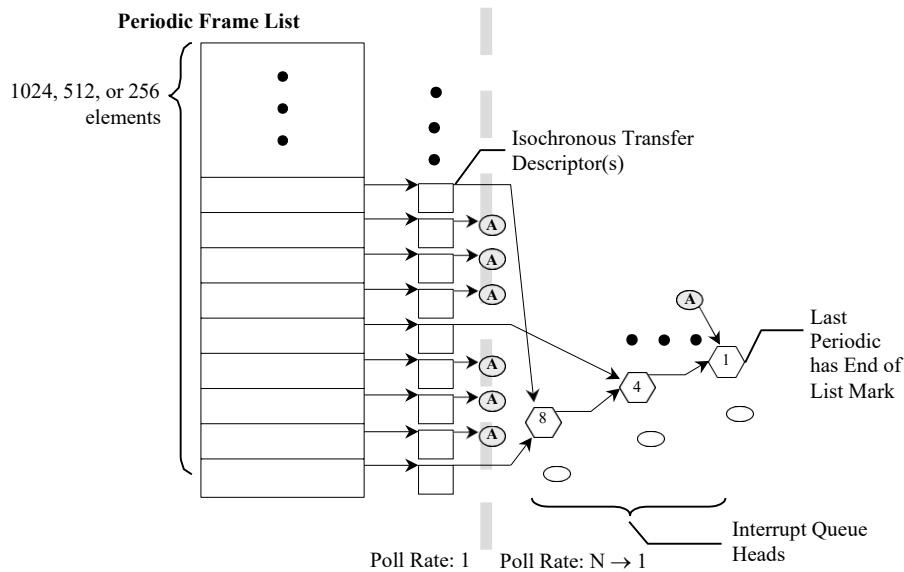 Periodic Frame List
1024, 512, or 256
elements
Isochronous Transfer
Descriptor(s)
A
A
A
A
A
A
A
8
4
1
Last
Periodic
has End of
List Mark
Interrupt Queue
Heads
Poll Rate: 1
Poll Rate: N → 1